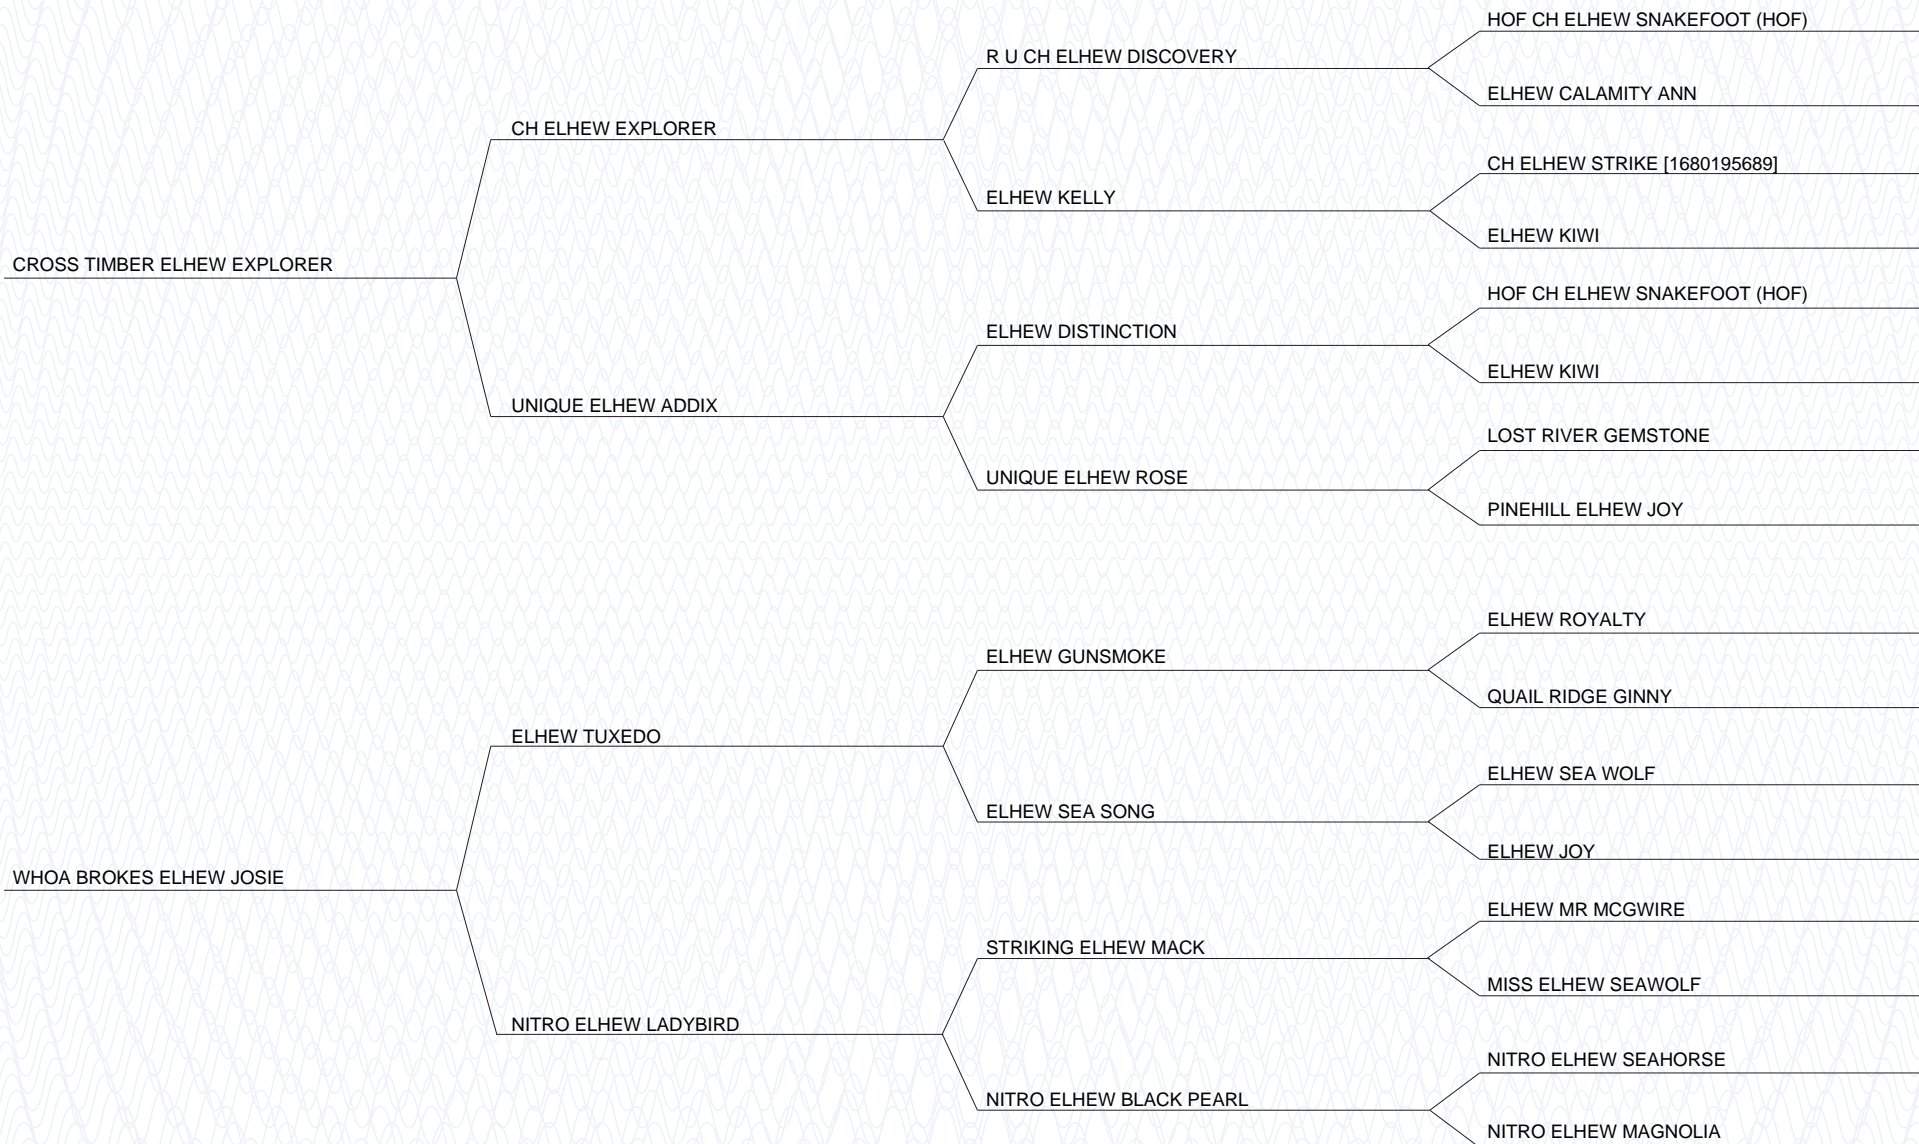 HOF CH ELHEW SNAKEFOOT (HOF)
R U CH ELHEW DISCOVERY
ELHEW CALAMITY ANN
CH ELHEW EXPLORER
CH ELHEW STRIKE [1680195689]
ELHEW KELLY
ELHEW KIWI
CROSS TIMBER ELHEW EXPLORER
HOF CH ELHEW SNAKEFOOT (HOF)
ELHEW DISTINCTION
ELHEW KIWI
UNIQUE ELHEW ADDIX
LOST RIVER GEMSTONE
UNIQUE ELHEW ROSE
PINEHILL ELHEW JOY
ELHEW ROYALTY
ELHEW GUNSMOKE
QUAIL RIDGE GINNY
ELHEW TUXEDO
ELHEW SEA WOLF
ELHEW SEA SONG
ELHEW JOY
WHOA BROKES ELHEW JOSIE
ELHEW MR MCGWIRE
STRIKING ELHEW MACK
MISS ELHEW SEAWOLF
NITRO ELHEW LADYBIRD
NITRO ELHEW SEAHORSE
NITRO ELHEW BLACK PEARL
NITRO ELHEW MAGNOLIA